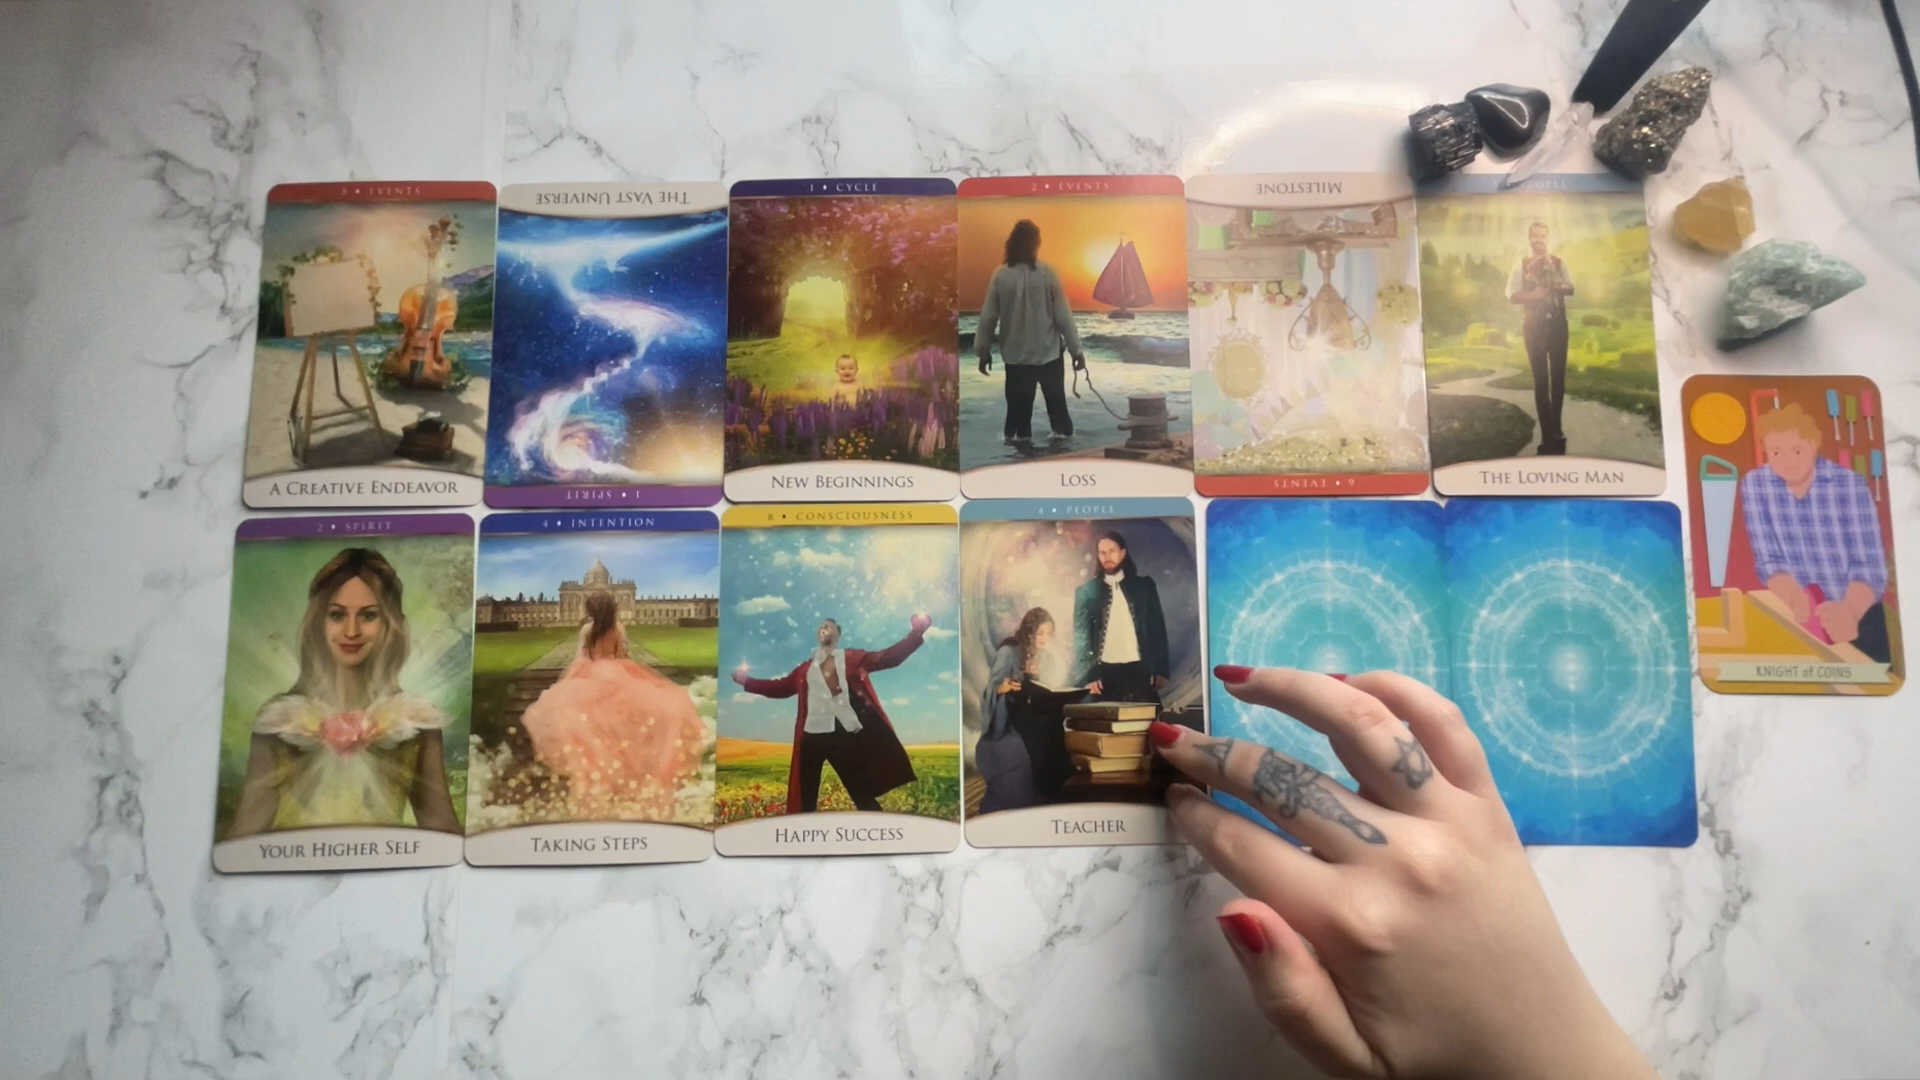 5 • EVENTS
A CREATIVE ENDEAVOR
THE VAST UNIVERSE
1 • SPIRIT
1 • CYCLE
NEW BEGINNINGS
2 • EVENTS
LOSS
MILESTONE
6 • EVENTS
THE LOVING MAN
2 • SPIRIT
YOUR HIGHER SELF
4 • INTENTION
TAKING STEPS
8 • CONSCIOUSNESS
HAPPY SUCCESS
4 • PEOPLE
TEACHER
KNIGHT of COINS